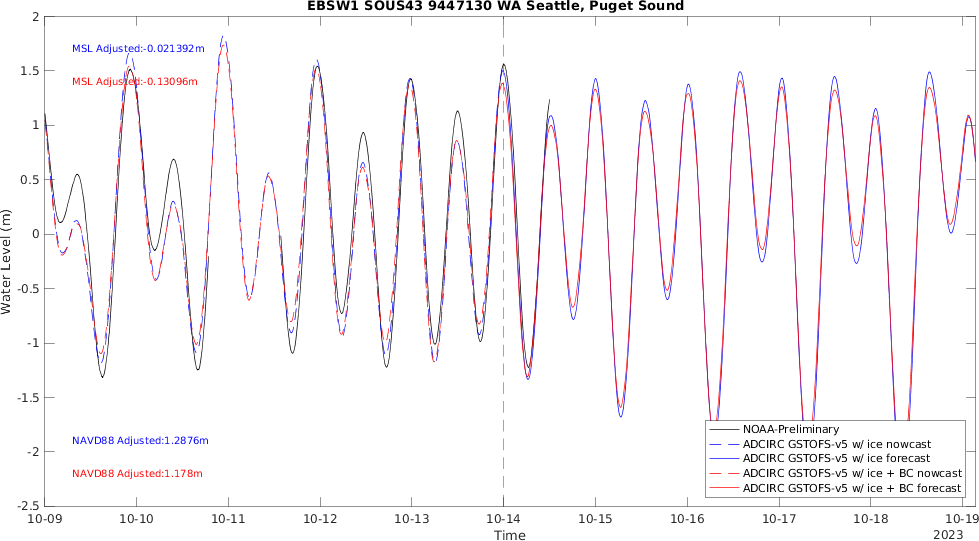 EBSW1 SOUS43 9447130 WA Seattle, Puget Sound
2
1.5
1
0.5
0
-0.5
-1
-1.5
-2
-2.5
Water Level (m)
MSL Adjusted:-0.021392m
MSL Adjusted:-0.13096m
NAVD88 Adjusted:1.2876m
NAVD88 Adjusted:1.178m
NOAA-Preliminary
ADCIRC GSTOFS-v5 w/ ice nowcast
ADCIRC GSTOFS-v5 w/ ice forecast
ADCIRC GSTOFS-v5 w/ ice + BC nowcast
ADCIRC GSTOFS-v5 w/ ice + BC forecast
10-09 10-10 10-11 10-12 10-13 10-14 10-15 10-16 10-17 10-18 10-19
2023
Time